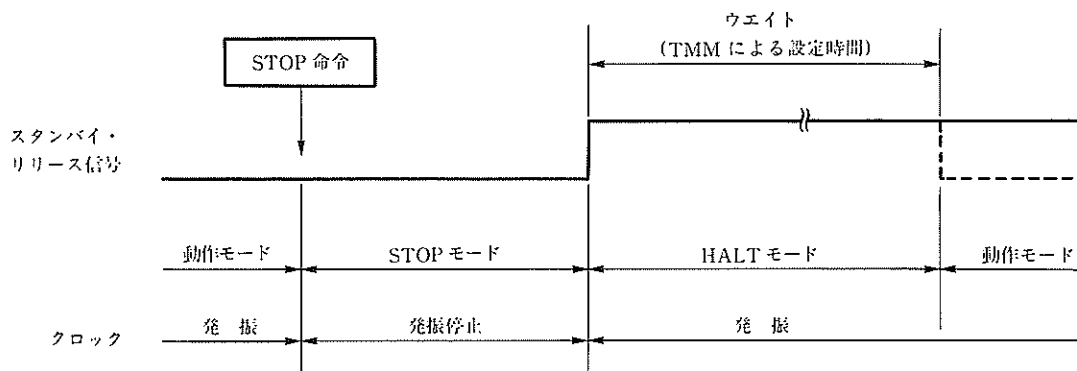 ウエイト
(TMM による設定時間)
STOP 命令
スタンバイ・
リリース信号
動作モード
STOP モード
HALT モード
動作モード
クロック
発 振
発振停止
発 振